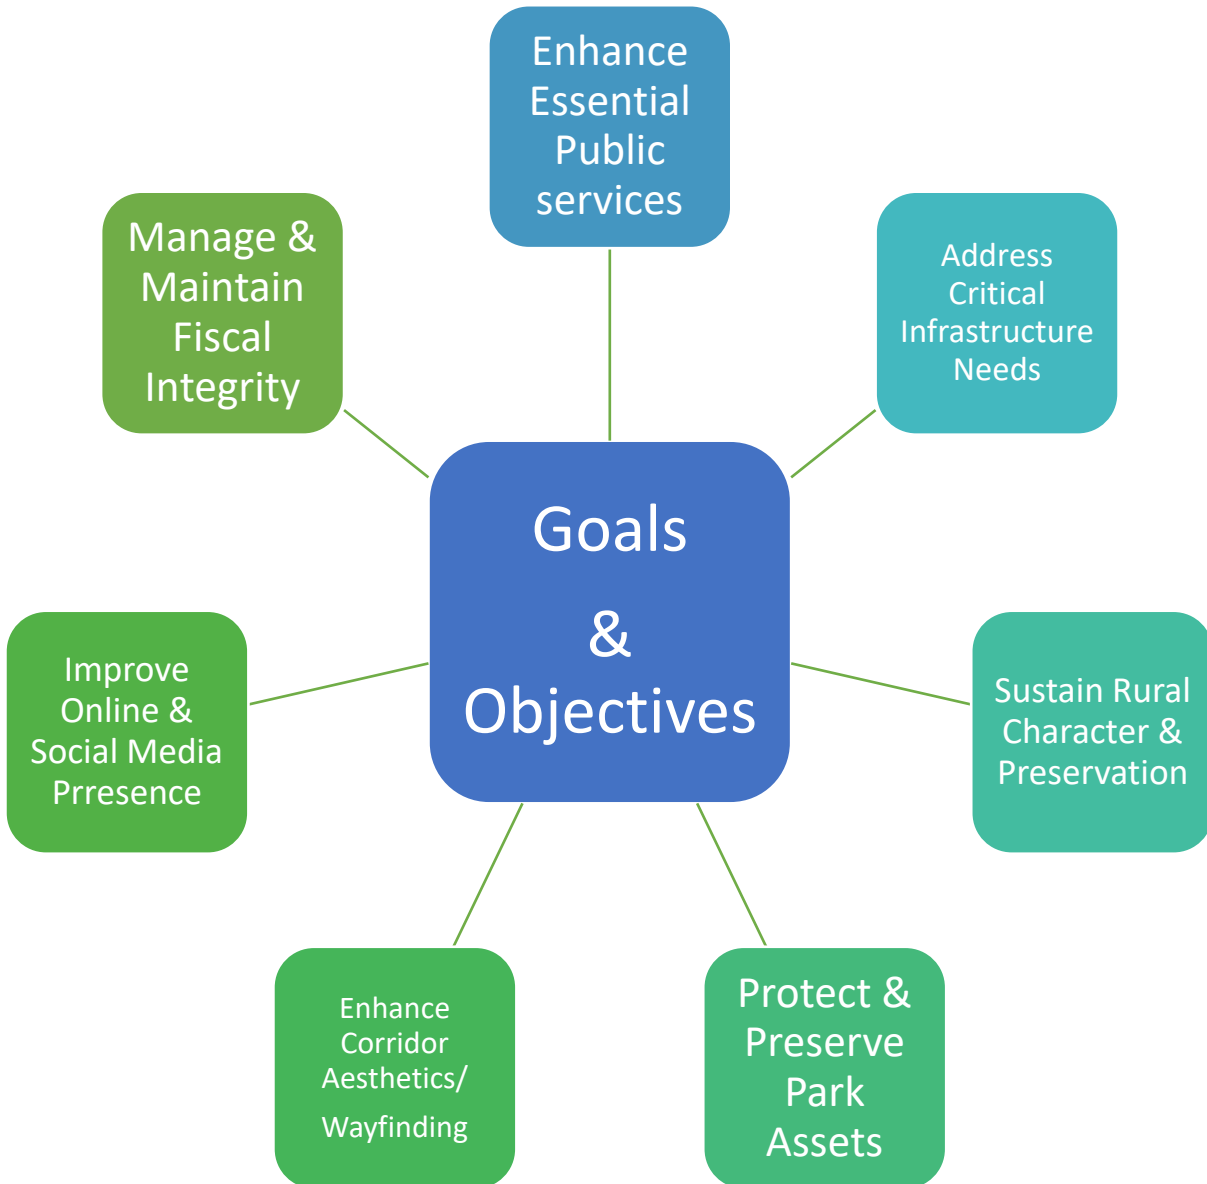 Enhance
Essential
Public
services
Manage &
Maintain
Fiscal
Integrity
Address
Critical
Infrastructure
Needs
Goals
&
Objectives
Improve
Online &
Social Media
Prresence
Sustain Rural
Character &
Preservation
Enhance
Corridor
Aesthetics/
Wayfinding
Protect &
Preserve
Park
Assets